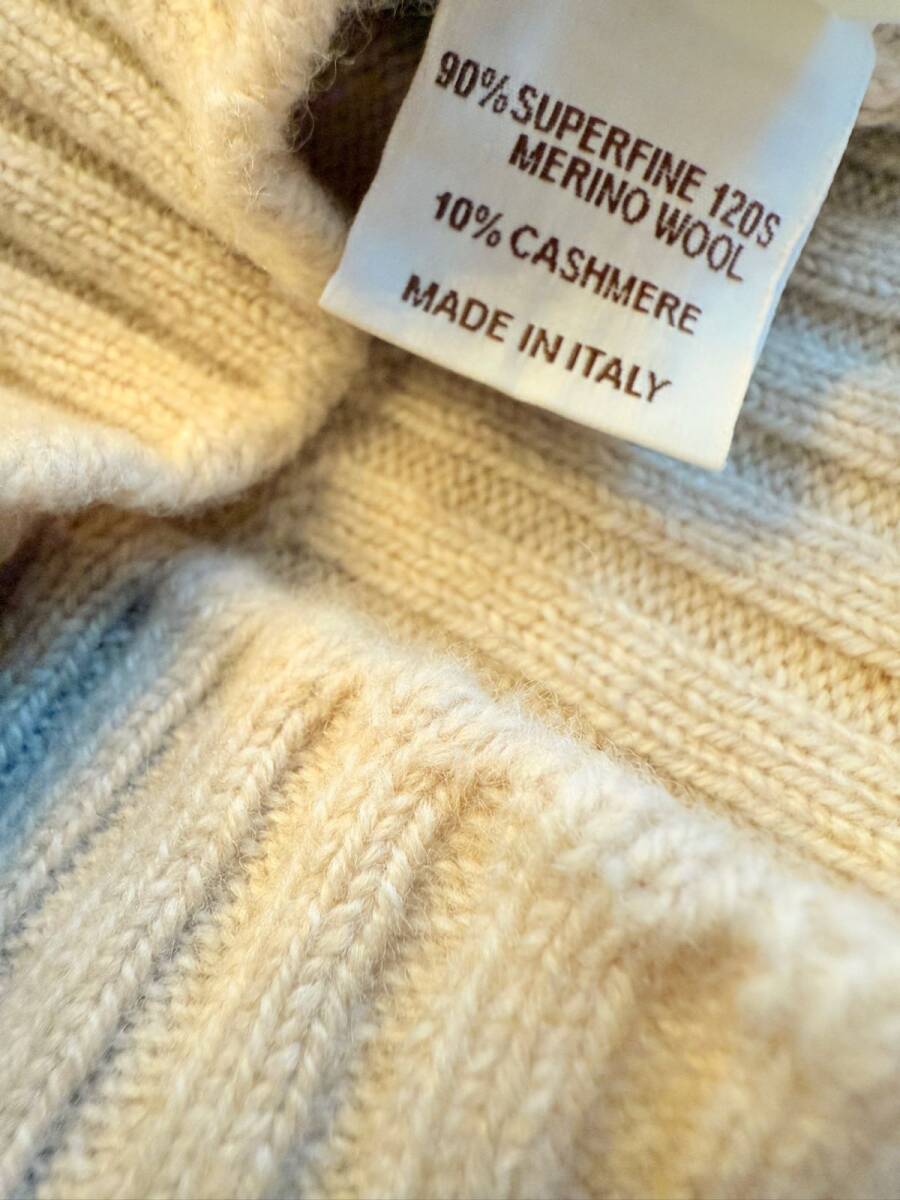 90% SUPERFINE 120S
MERINO WOOL
10% CASHMERE
MADE IN ITALY